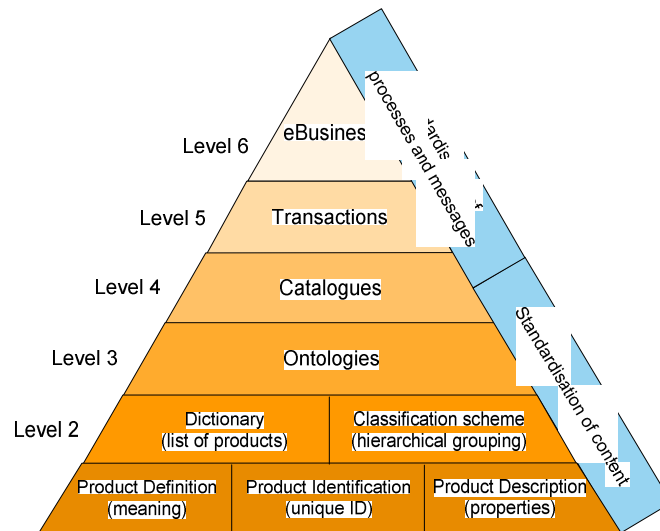 Level 6
eBusines
Level 5
Transactions
Level 4
Catalogues
Level 3
Ontologies
Level 2
Dictionary
(list of products)
Classification scheme
(hierarchical grouping)
Product Definition
(meaning)
Product Identification
(unique ID)
Product Description
(properties)
processes and messages
Standardisation of content